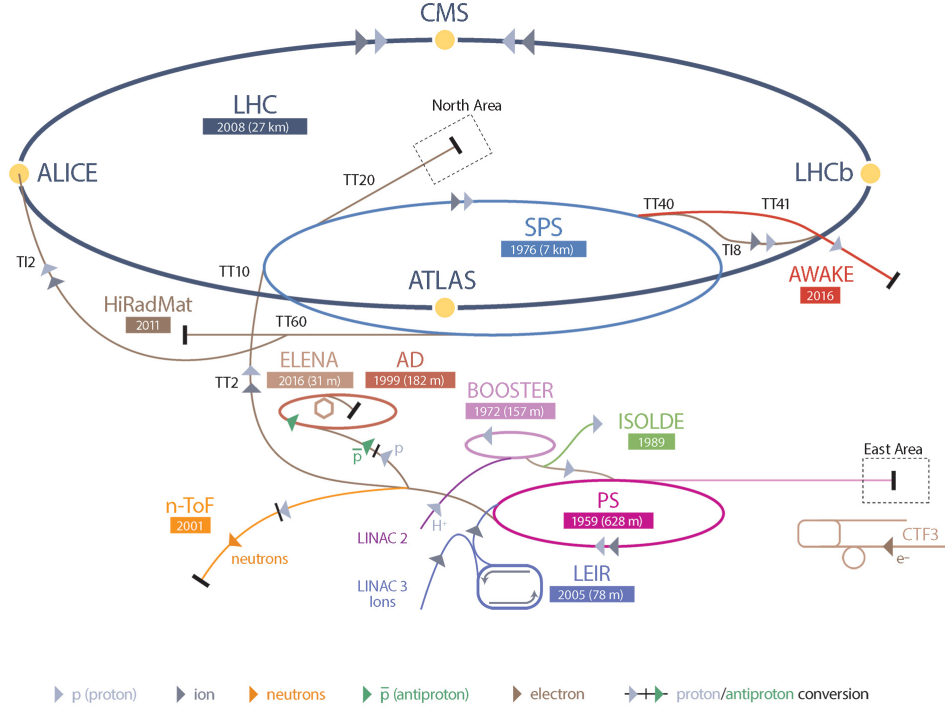 CMS
LHC
2008 (27 km)
North Area
ALICE
TT20
LHCb
TT40
TT41
SPS
1976 (7 km)
TI8
TI2
TT10
ATLAS
AWAKE
2016
HiRadMat
2011
TT60
ELENA
2016 (31 m)
AD
1999 (182 m)
TT2
BOOSTER
1972 (157 m)
ISOLDE
1989
p
p̅
East Area
n-ToF
2001
PS
1959 (628 m)
LINAC 2
H⁺
neutrons
CTF3
e⁻
LINAC 3
Ions
LEIR
2005 (78 m)
p (proton)
ion
neutrons
p̅ (antiproton)
electron
proton/antiproton conversion